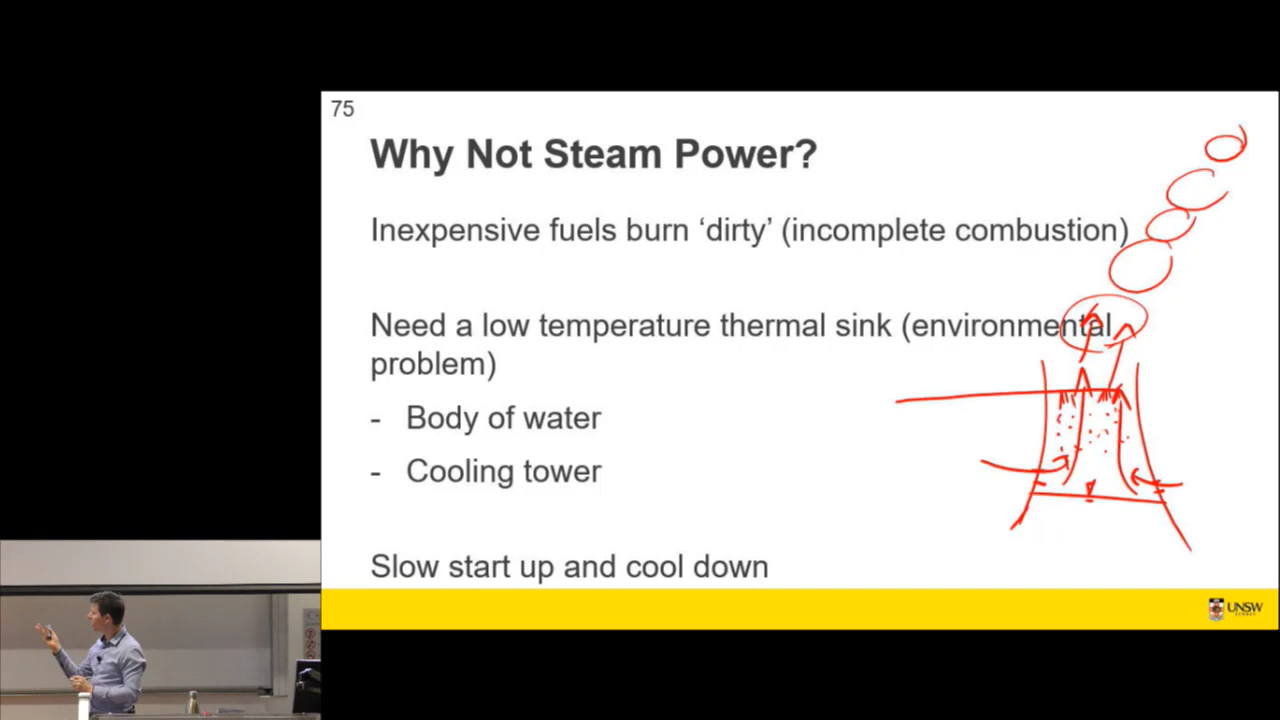 75
Why Not Steam Power?
Inexpensive fuels burn ‘dirty’ (incomplete combustion)
Need a low temperature thermal sink (environmental
problem)
- Body of water
- Cooling tower
Slow start up and cool down
UNSW
SYDNEY